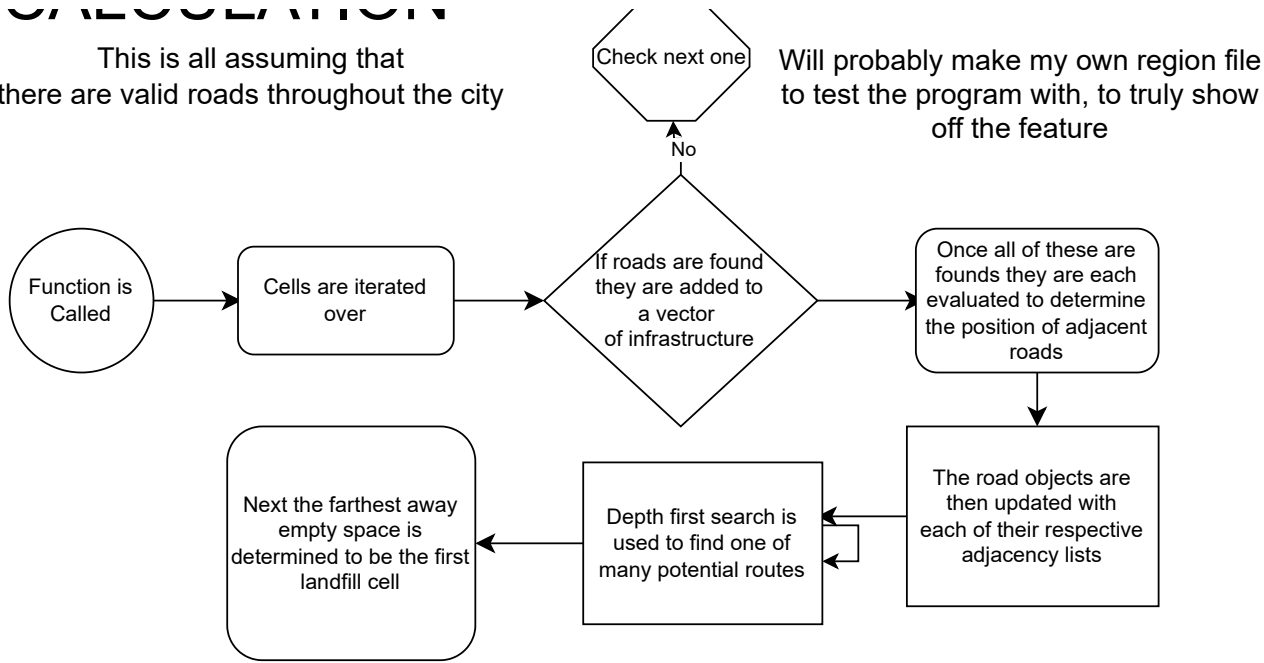 CALCULATION
This is all assuming that
there are valid roads throughout the city
Check next one
Will probably make my own region file
to test the program with, to truly show
off the feature
No
Function is
Called
Cells are iterated
over
If roads are found
they are added to
a vector
of infrastructure
Once all of these are
founds they are each
evaluated to determine
the position of adjacent
roads
The road objects are
then updated with
each of their respective
adjacency lists
Depth first search is
used to find one of
many potential routes
Next the farthest away
empty space is
determined to be the first
landfill cell